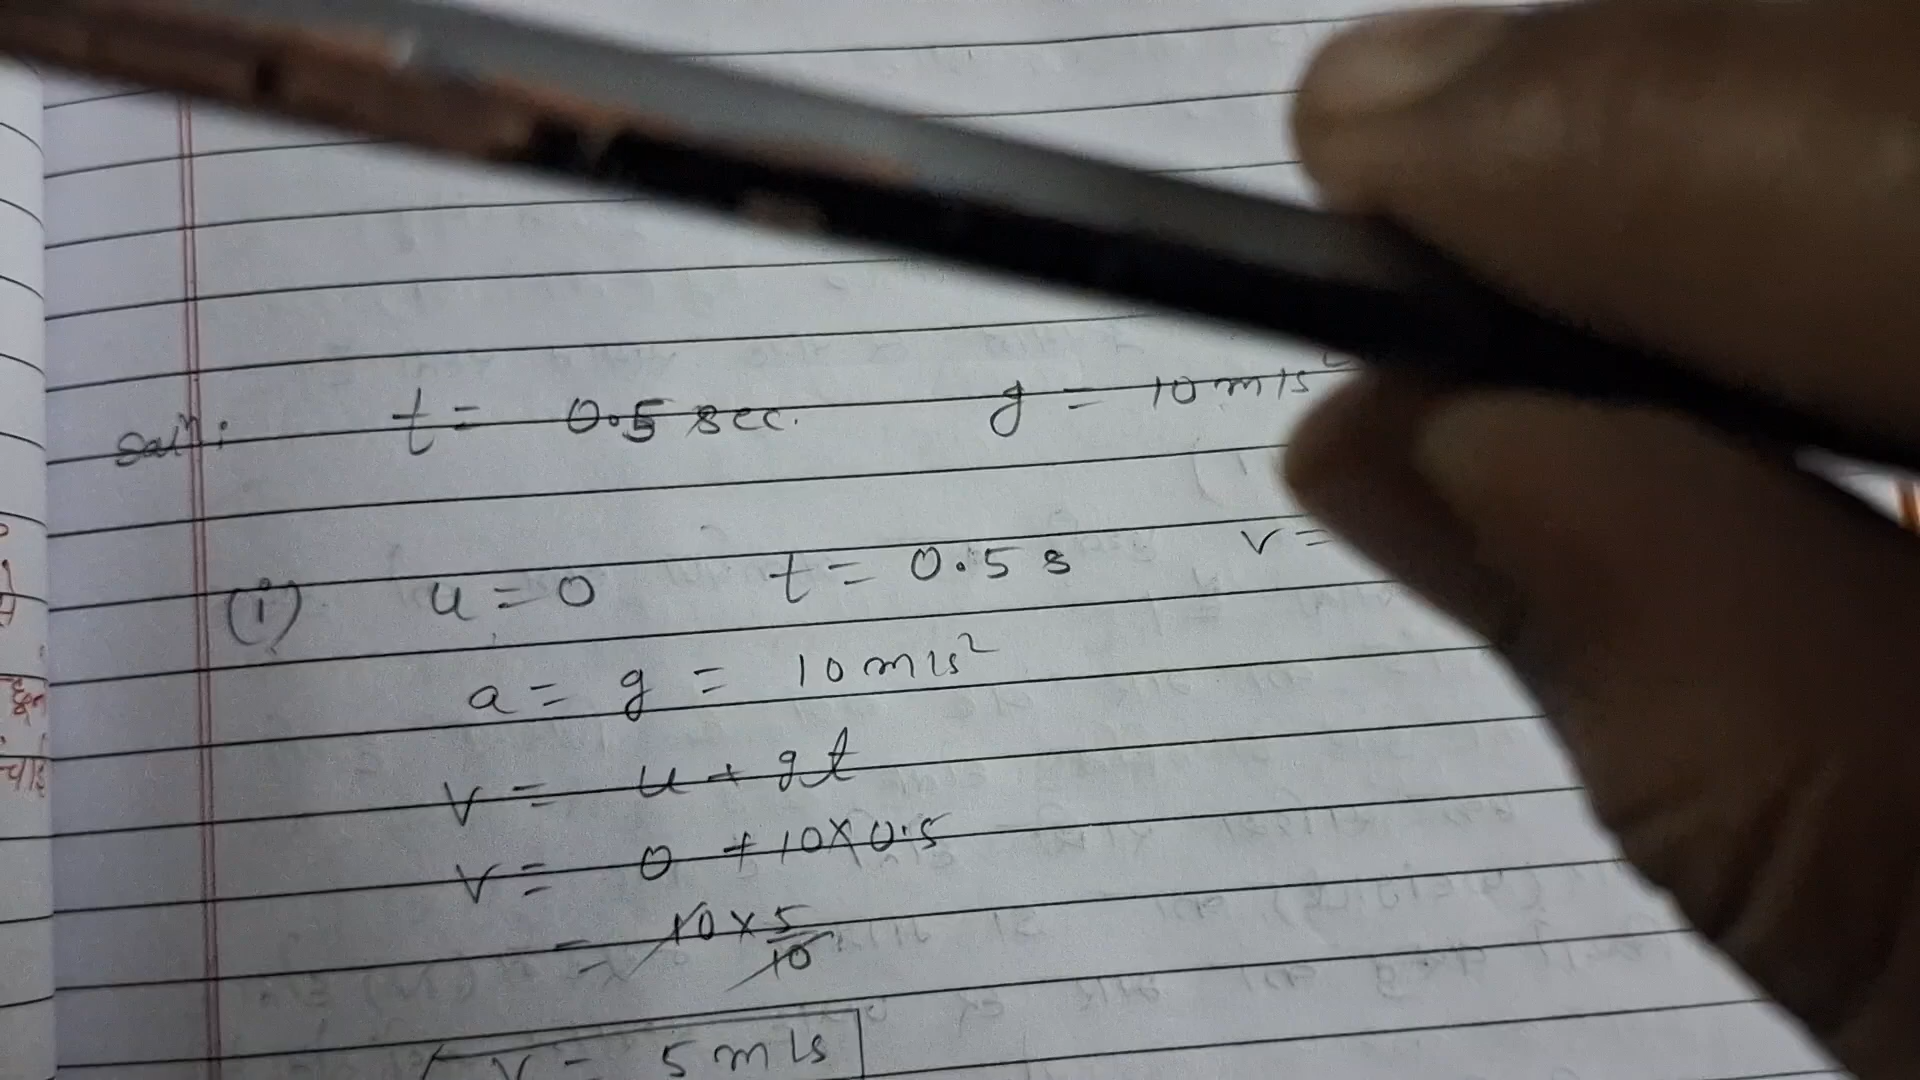 Sol^n: t = 0.5 sec. g = 10 m/s²
(i) u = 0 t = 0.5 s v =
a = g = 10 m/s²
v = u + gt
v = 0 + 10 × 0.5
= 10 × 5/10
v = 5 m/s